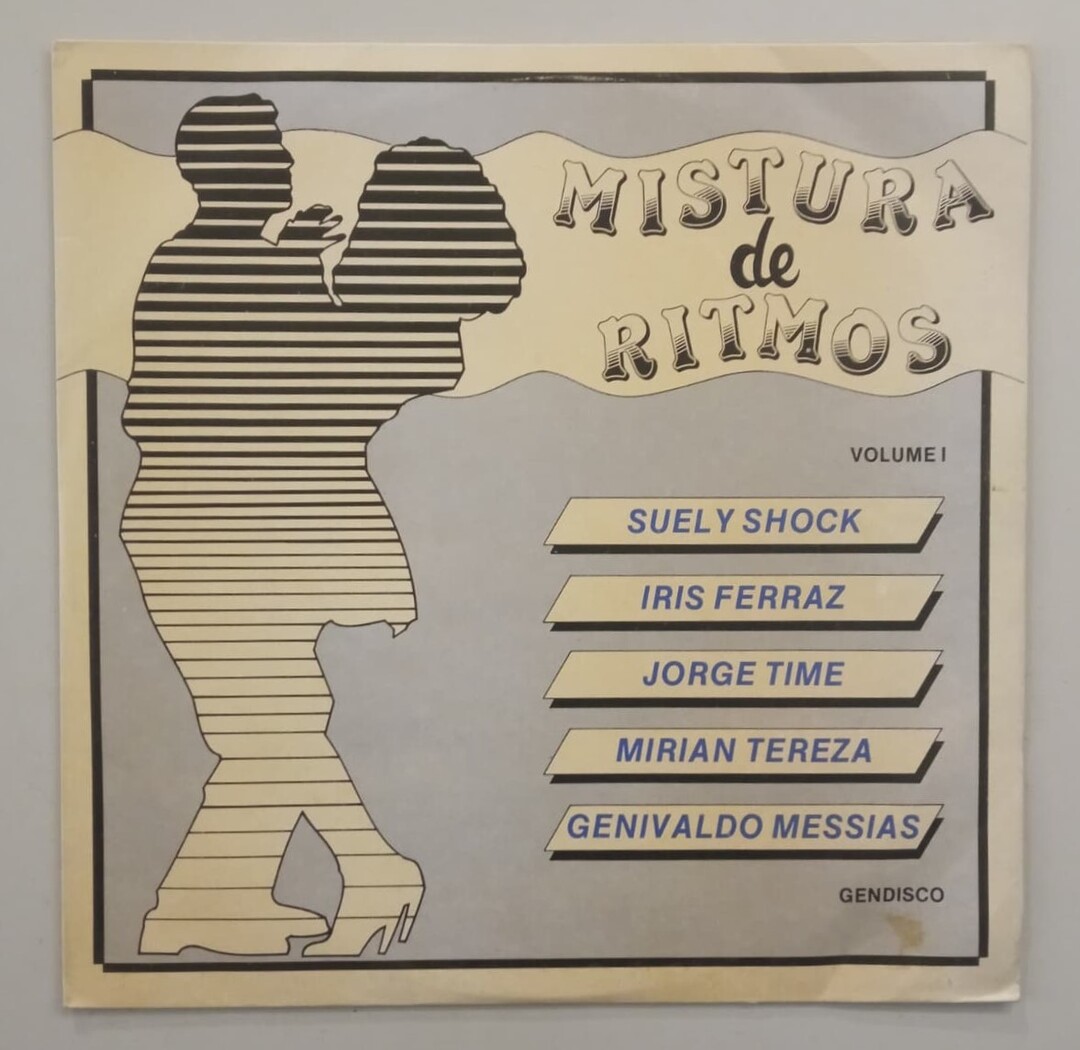 MISTURA
de
RITMOS
VOLUME I
SUELY SHOCK
IRIS FERRAZ
JORGE TIME
MIRIAN TEREZA
GENIVALDO MESSIAS
GENDISCO